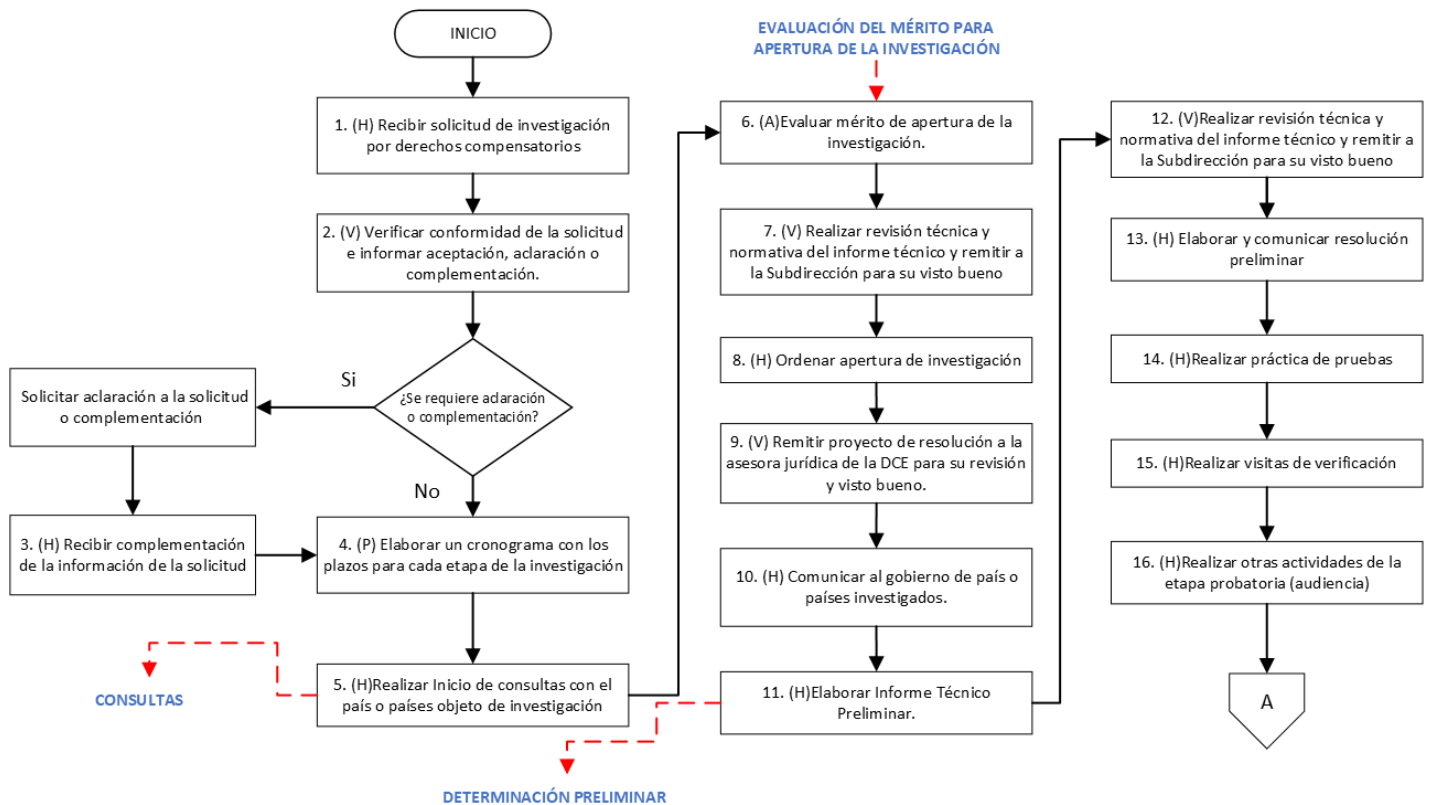 INICIO
1. (H) Recibir solicitud de investigación
por derechos compensatorios
2. (V) Verificar conformidad de la solicitud
e informar aceptación, aclaración o
complementación.
¿Se requiere aclaración
o complementación?
Si
Solicitar aclaración a la solicitud
o complementación
3. (H) Recibir complementación
de la información de la solicitud
No
4. (P) Elaborar un cronograma con los
plazos para cada etapa de la investigación
5. (H)Realizar Inicio de consultas con el
país o países objeto de investigación
CONSULTAS
EVALUACIÓN DEL MÉRITO PARA
APERTURA DE LA INVESTIGACIÓN
6. (A)Evaluar mérito de apertura de la
investigación.
7. (V) Realizar revisión técnica y
normativa del informe técnico y remitir a
la Subdirección para su visto bueno
8. (H) Ordenar apertura de investigación
9. (V) Remitir proyecto de resolución a la
asesora jurídica de la DCE para su revisión
y visto bueno.
10. (H) Comunicar al gobierno de país o
países investigados.
11. (H)Elaborar Informe Técnico
Preliminar.
DETERMINACIÓN PRELIMINAR
12. (V)Realizar revisión técnica y
normativa del informe técnico y remitir a
la Subdirección para su visto bueno
13. (H) Elaborar y comunicar resolución
preliminar
14. (H)Realizar práctica de pruebas
15. (H)Realizar visitas de verificación
16. (H)Realizar otras actividades de la
etapa probatoria (audiencia)
A